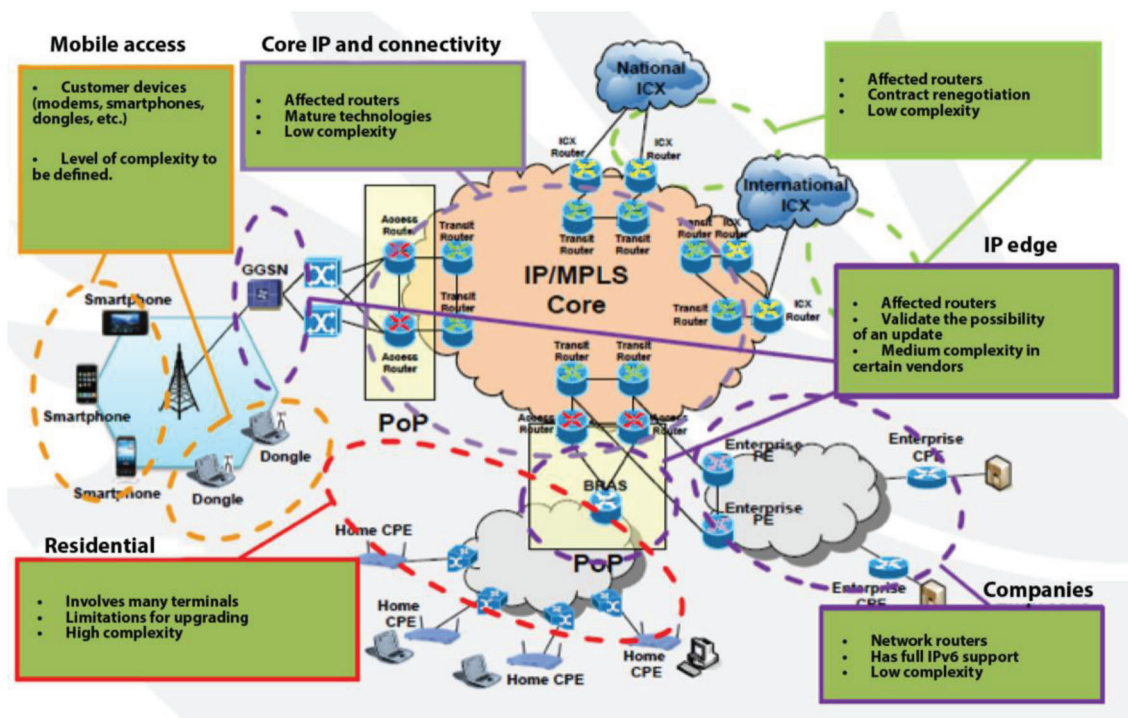 Mobile access
• Customer devices
(modems, smartphones,
dongles, etc.)
• Level of complexity to
be defined.
Core IP and connectivity
• Affected routers
• Mature technologies
• Low complexity
National
ICX
• Affected routers
• Contract renegotiation
• Low complexity
ICX
Router
ICX
Router
International
ICX
Access
Router
Transit
Router
Transit
Router
Transit
Router
Transit
Router
ICX
Router
IP edge
GGSN
IP/MPLS
Core
• Affected routers
• Validate the possibility
of an update
• Medium complexity in
certain vendors
Smartphone
Transit
Router
Transit
Router
ICX
Router
Access
Router
Transit
Router
Transit
Router
Smartphone
PoP
Access
Router
Access
Router
Dongle
Enterprise
PE
Enterprise
CPE
Smartphone
Dongle
BRAS
Enterprise
PE
Residential
Home CPE
PoP
• Involves many terminals
• Limitations for upgrading
• High complexity
Enterprise
CPE
Companies
Home
CPE
Home CPE
Home
CPE
• Network routers
• Has full IPv6 support
• Low complexity